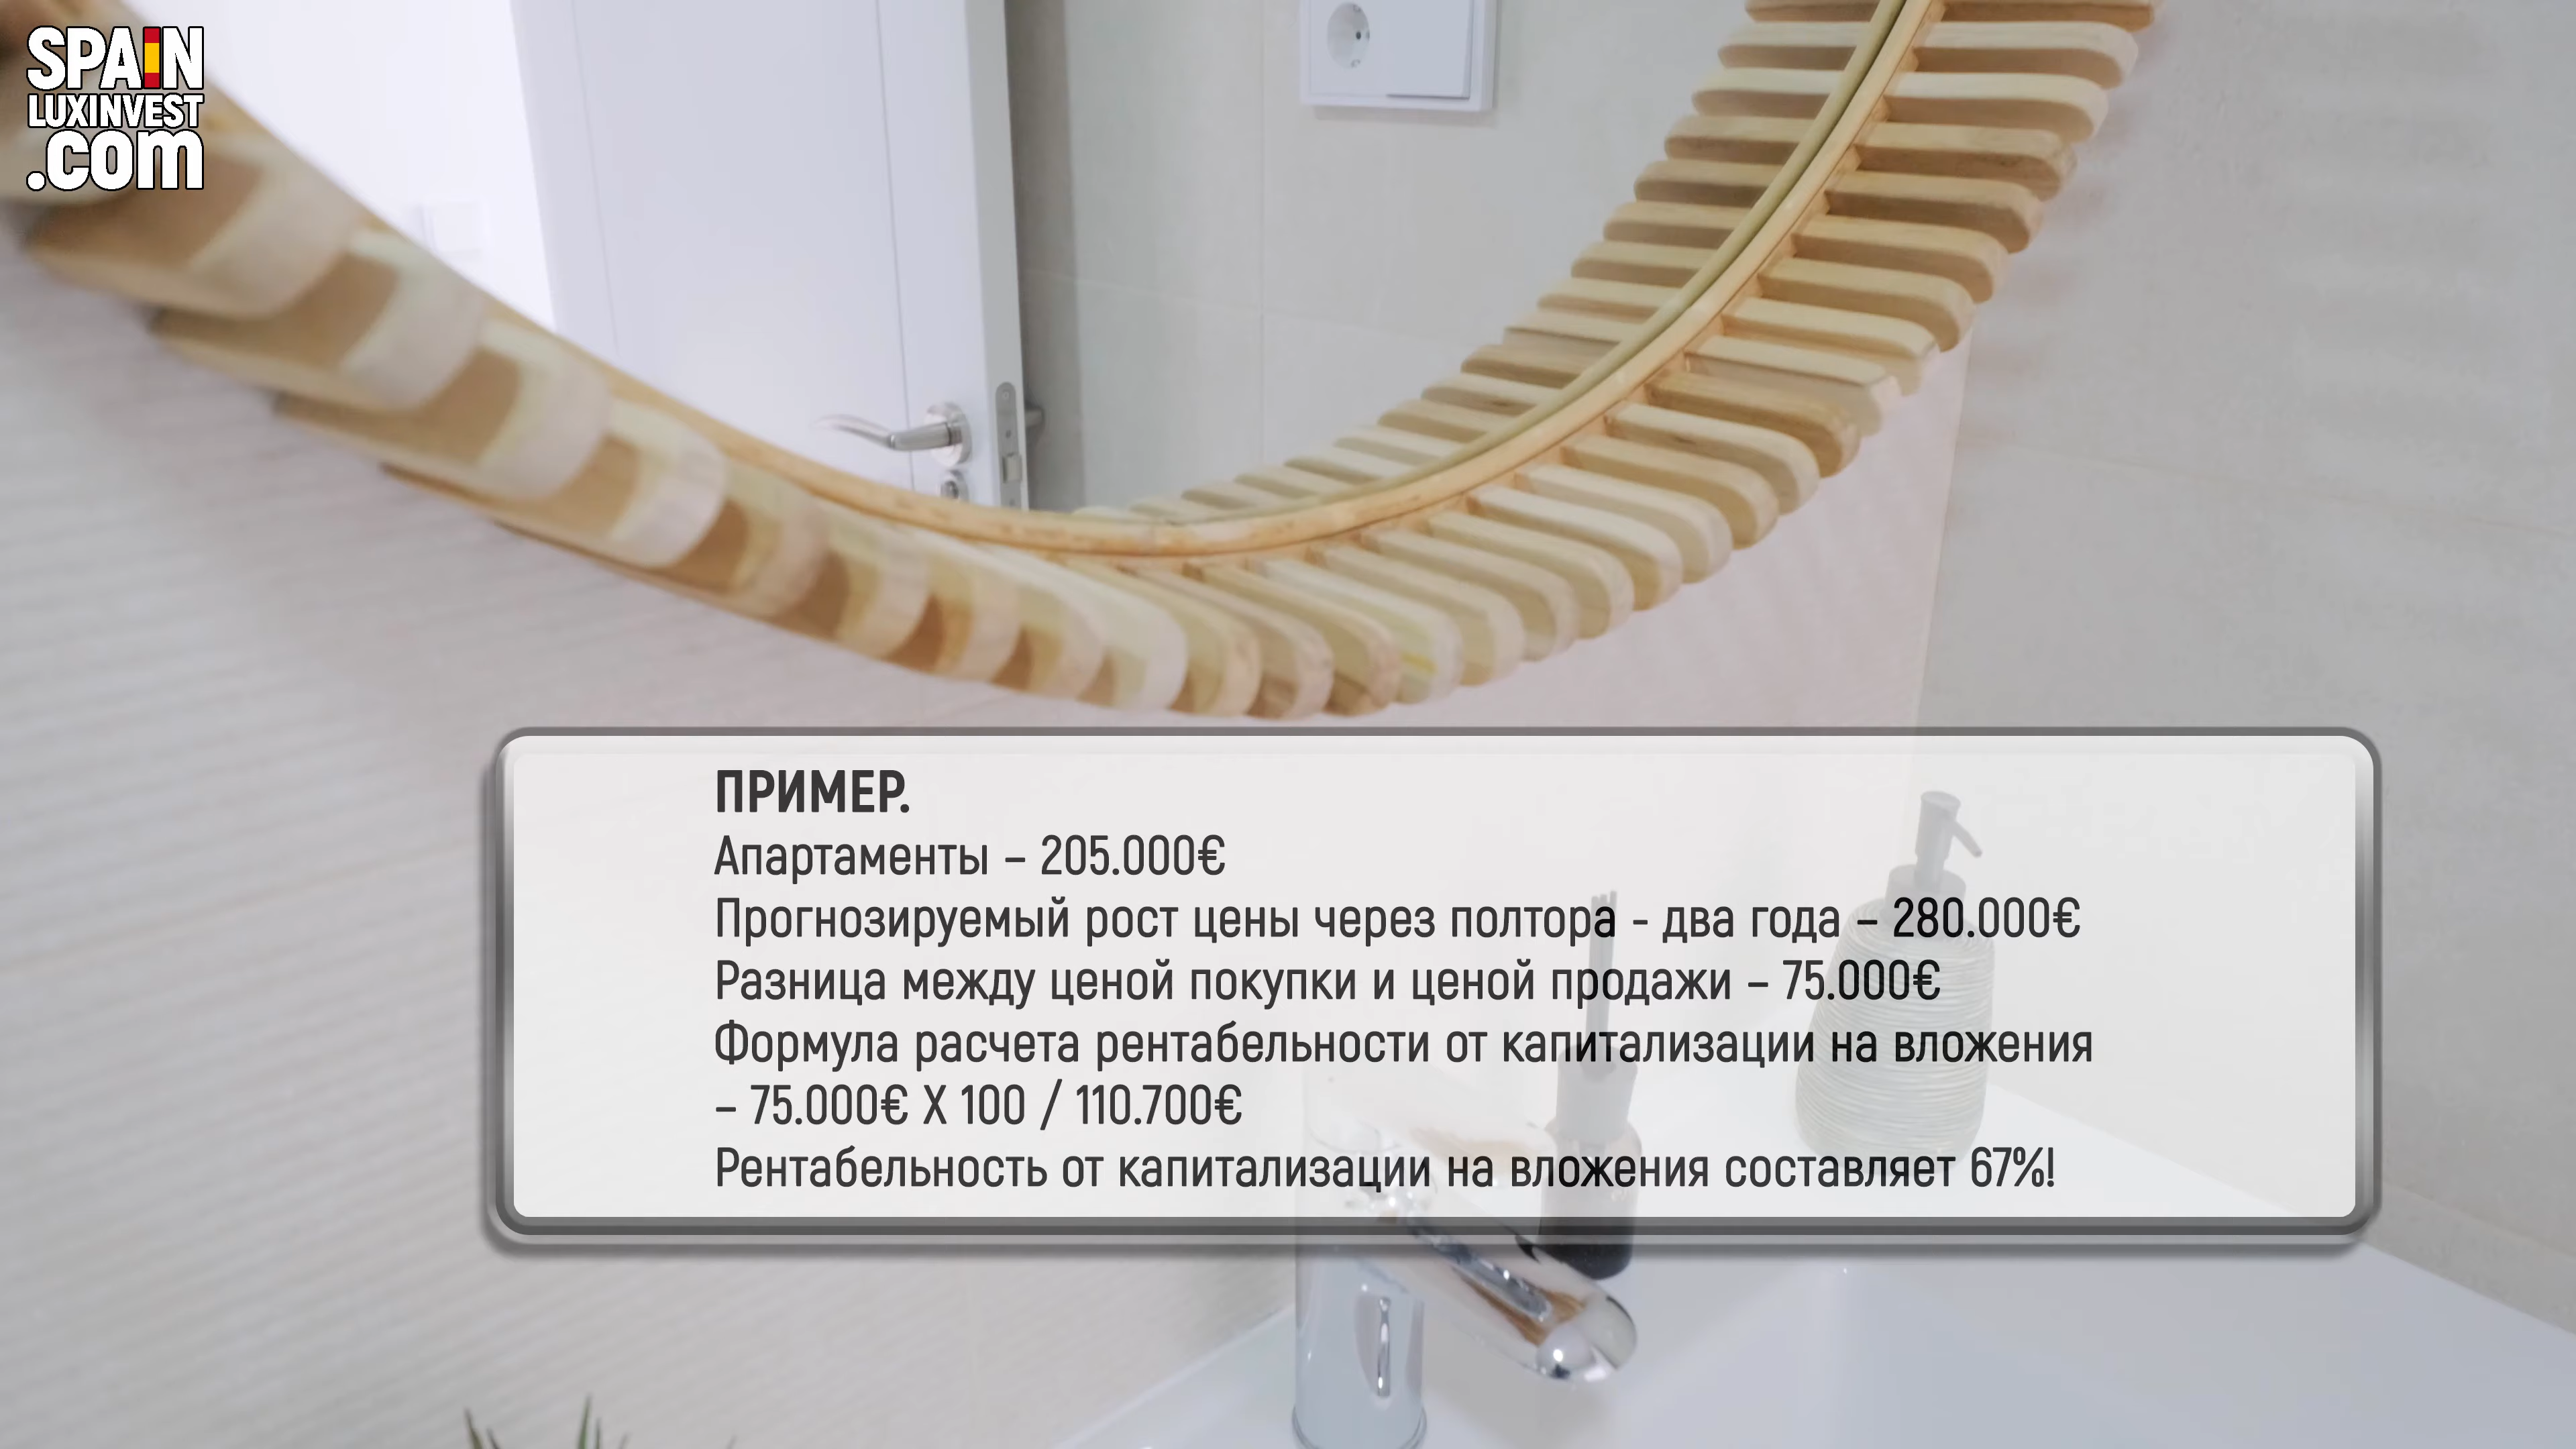 SPAIN
LUXINVEST
.com
ПРИМЕР.
Апартаменты – 205.000€
Прогнозируемый рост цены через полтора - два года – 280.000€
Разница между ценой покупки и ценой продажи – 75.000€
Формула расчета рентабельности от капитализации на вложения
– 75.000€ X 100 / 110.700€
Рентабельность от капитализации на вложения составляет 67%!